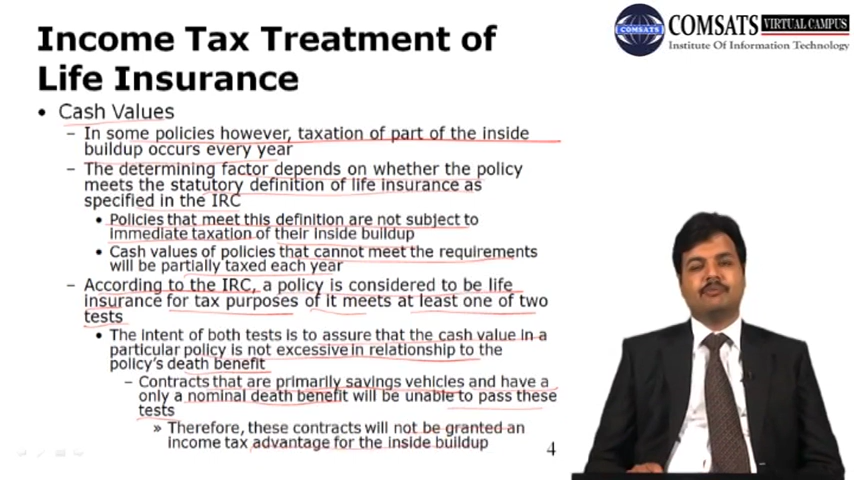 Income Tax Treatment of
Life Insurance
COMSATS
COMSATS VIRTUAL CAMPUS
Institute Of Information Technology
• Cash Values
– In some policies however, taxation of part of the inside
buildup occurs every year
– The determining factor depends on whether the policy
meets the statutory definition of life insurance as
specified in the IRC
• Policies that meet this definition are not subject to
immediate taxation of their inside buildup
• Cash values of policies that cannot meet the requirements
will be partially taxed each year
– According to the IRC, a policy is considered to be life
insurance for tax purposes of it meets at least one of two
tests
• The intent of both tests is to assure that the cash value in a
particular policy is not excessive in relationship to the
policy's death benefit
– Contracts that are primarily savings vehicles and have a
only a nominal death benefit will be unable to pass these
tests
» Therefore, these contracts will not be granted an
income tax advantage for the inside buildup
4